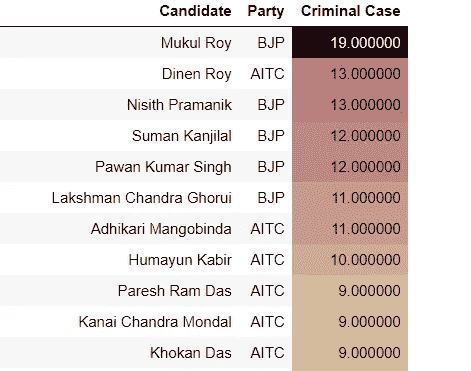 Candidate Party Criminal Case
Mukul Roy BJP 19.000000
Dinen Roy AITC 13.000000
Nisith Pramanik BJP 13.000000
Suman Kanjilal BJP 12.000000
Pawan Kumar Singh BJP 12.000000
Lakshman Chandra Ghorui BJP 11.000000
Adhikari Mangobinda AITC 11.000000
Humayun Kabir AITC 10.000000
Paresh Ram Das AITC 9.000000
Kanai Chandra Mondal AITC 9.000000
Khokan Das AITC 9.000000